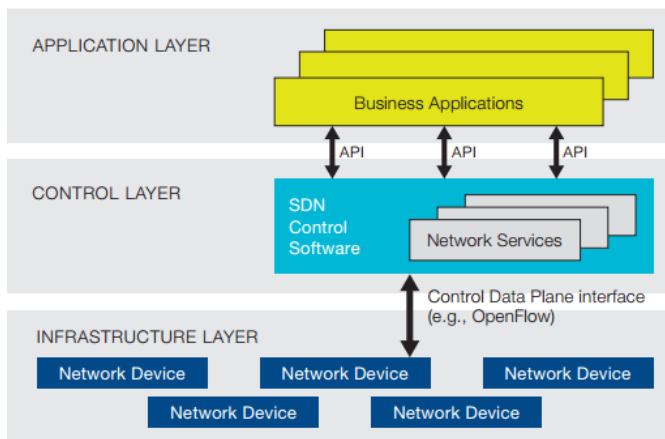 APPLICATION LAYER
Business Applications
API
API
API
CONTROL LAYER
SDN
Control
Software
Network Services
Control Data Plane interface
(e.g., OpenFlow)
INFRASTRUCTURE LAYER
Network Device
Network Device
Network Device
Network Device
Network Device